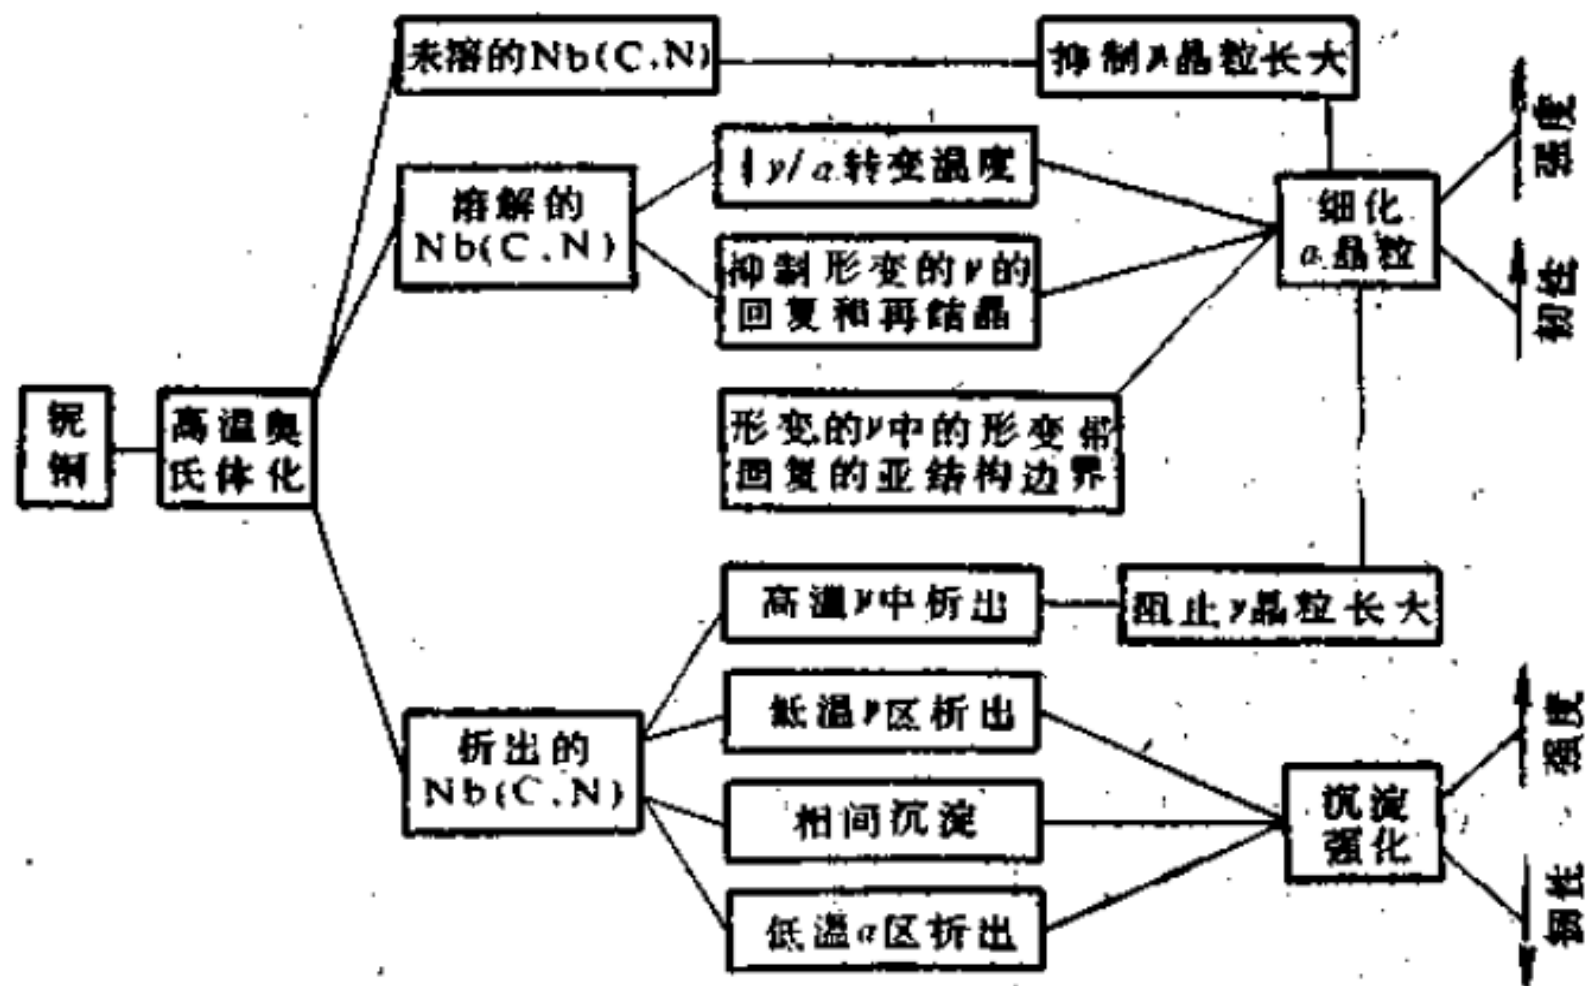 未溶的Nb(C.N)
抑制γ晶粒长大
溶解的
Nb(C.N)
γ/α转变温度
抑制形变的γ的
回复和再结晶
形变的γ中的形变带
回复的亚结构边界
细化
α晶粒
强度
韧性
铌
钢
高温奥
氏体化
高温γ中析出
阻止γ晶粒长大
析出的
Nb(C.N)
低温γ区析出
相间沉淀
低温α区析出
沉淀
强化
强度
韧性